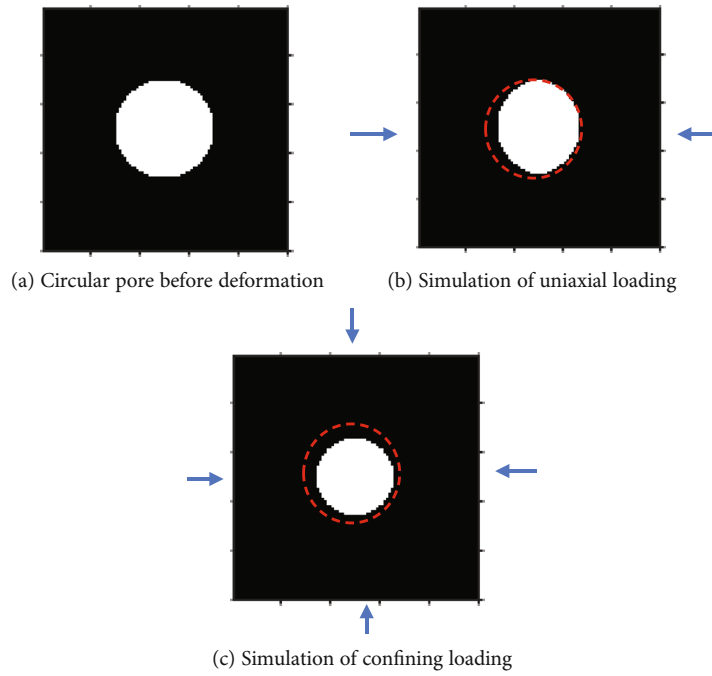 (a) Circular pore before deformation
(b) Simulation of uniaxial loading
(c) Simulation of confining loading